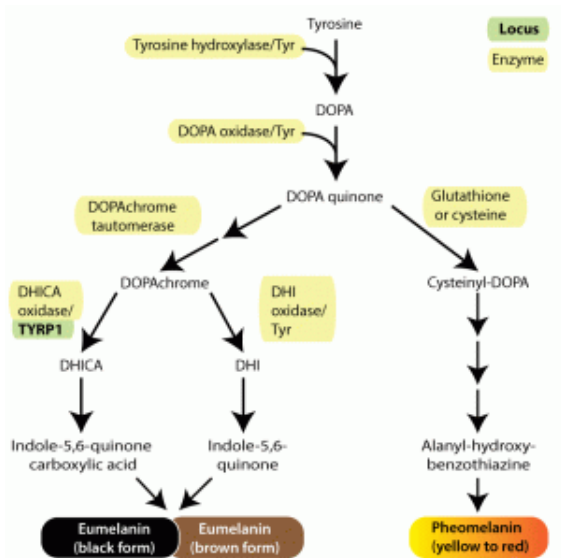 Tyrosine
Locus
Tyrosine hydroxylase/Tyr
Enzyme
DOPA
DOPA oxidase/Tyr
DOPA quinone
Glutathione
or cysteine
DOPAchrome
tautomerase
DOPAchrome
Cysteinyl-DOPA
DHICA
oxidase/
TYRP1
DHI
oxidase/
Tyr
DHICA
DHI
Indole-5,6-quinone
carboxylic acid
Indole-5,6-
quinone
Alanyl-hydroxy-
benzothiazine
Eumelanin
(black form)
Eumelanin
(brown form)
Pheomelanin
(yellow to red)